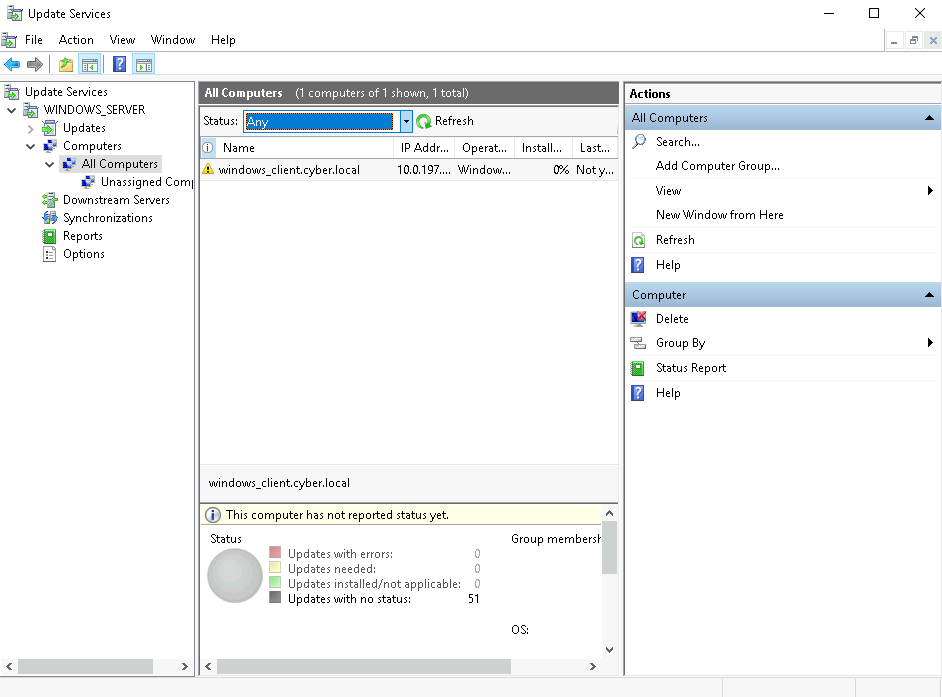 Update Services
File Action View Window Help
Update Services
WINDOWS_SERVER
Updates
Computers
All Computers
Unassigned Comp
Downstream Servers
Synchronizations
Reports
Options
All Computers (1 computers of 1 shown, 1 total)
Status: Any Refresh
Name IP Addr... Operat... Install... Last...
windows_client.cyber.local 10.0.197.... Window... 0% Not y...
windows_client.cyber.local
This computer has not reported status yet.
Status Group membersh
Updates with errors: 0
Updates needed: 0
Updates installed/not applicable: 0
Updates with no status: 51
OS:
Actions
All Computers
Search...
Add Computer Group...
View
New Window from Here
Refresh
Help
Computer
Delete
Group By
Status Report
Help